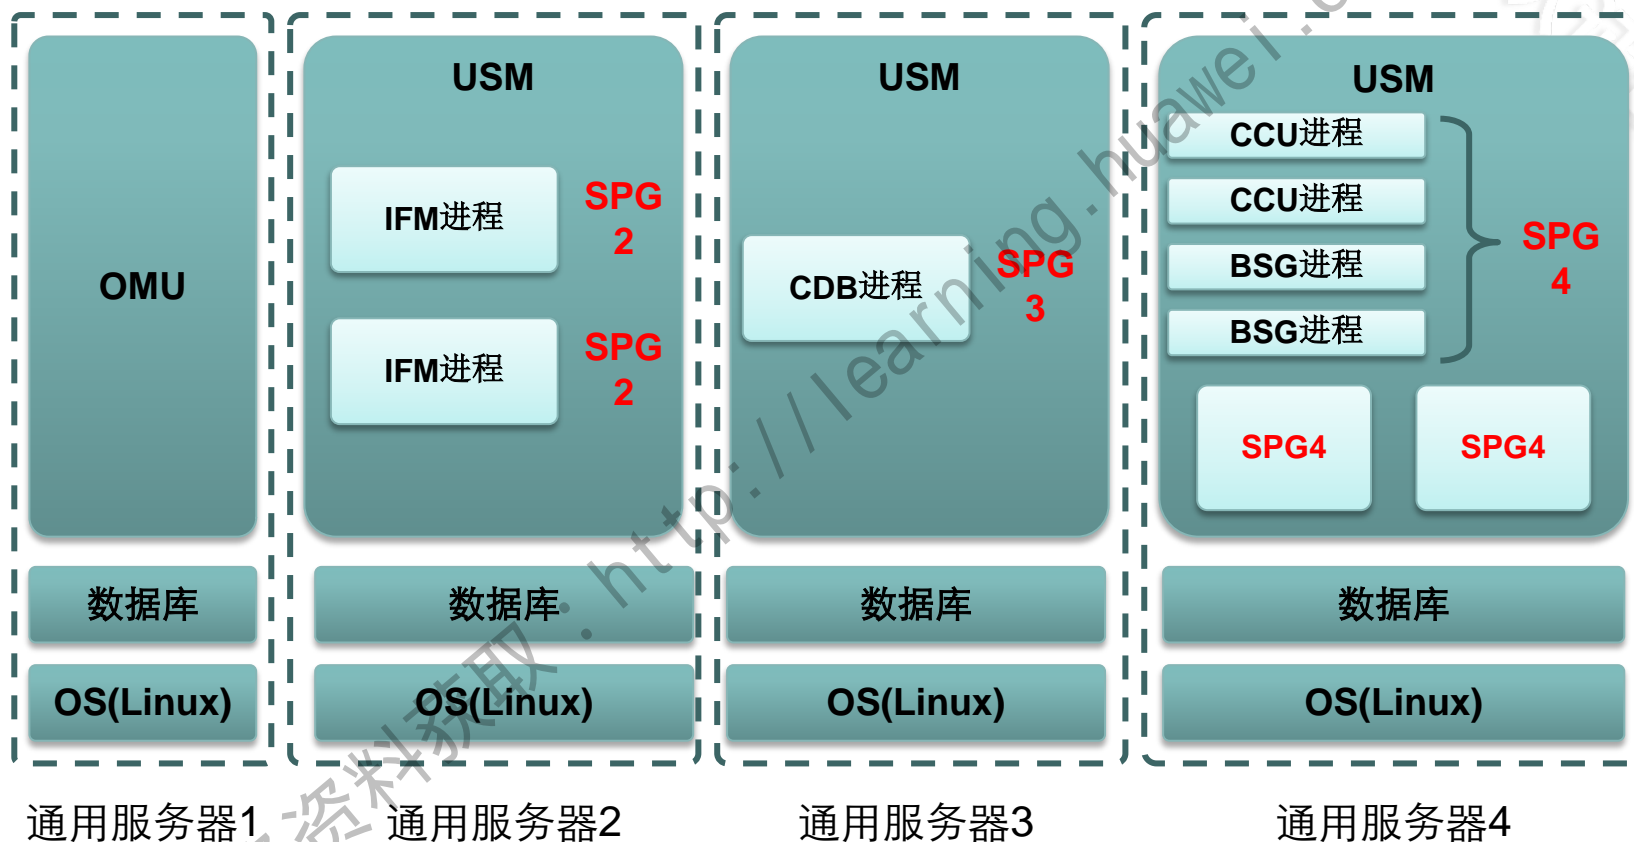 OMU
数据库
OS(Linux)
通用服务器1
USM
IFM进程
SPG
2
IFM进程
SPG
2
数据库
OS(Linux)
通用服务器2
USM
CDB进程
SPG
3
数据库
OS(Linux)
通用服务器3
USM
CCU进程
CCU进程
BSG进程
BSG进程
SPG
4
SPG4
SPG4
数据库
OS(Linux)
通用服务器4
资料获取：http://learning.huawei.c